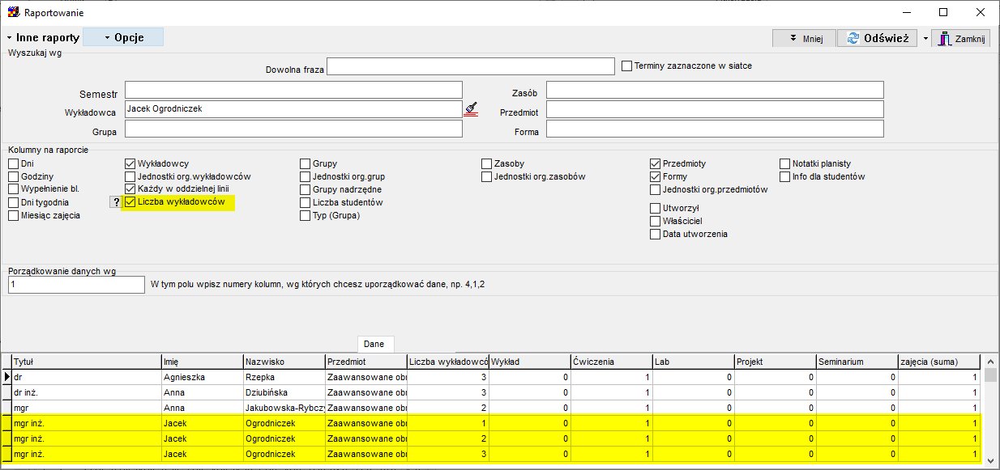 Raportowanie
Inne raporty Opcje Mniej Odśwież Zamknij
Wyszukaj wg
Dowolna fraza Terminy zaznaczone w siatce
Semestr Zasób
Wykładowca Jacek Ogrodniczek Przedmiot
Grupa Forma
Kolumny na raporcie
Dni Wykładowcy Grupy Zasoby Przedmioty Notatki planisty
Godziny Jednostki org.wykładowców Jednostki org.grup Jednostki org.zasobów Formy Info dla studentów
Wypełnienie bl. Każdy w oddzielnej linii Grupy nadrzędne Jednostki org.przedmiotów
Dni tygodnia ? Liczba wykładowców Liczba studentów Utworzył
Miesiąc zajęcia Typ (Grupa) Właściciel
Data utworzenia
Porządkowanie danych wg
1 W tym polu wpisz numery kolumn, wg których chcesz uporządkować dane, np. 4,1,2
Dane
Tytuł Imię Nazwisko Przedmiot Liczba wykładowcó Wykład Ćwiczenia Lab Projekt Seminarium zajęcia (suma)
dr Agnieszka Rzepka Zaawansowane obr 3 0 1 0 0 0 1
dr inż. Anna Dziubińska Zaawansowane obr 3 0 1 0 0 0 1
mgr Anna Jakubowska-Rybczy Zaawansowane obr 2 0 1 0 0 0 1
mgr inż. Jacek Ogrodniczek Zaawansowane obr 1 0 1 0 0 0 1
mgr inż. Jacek Ogrodniczek Zaawansowane obr 2 0 1 0 0 0 1
mgr inż. Jacek Ogrodniczek Zaawansowane obr 3 0 1 0 0 0 1